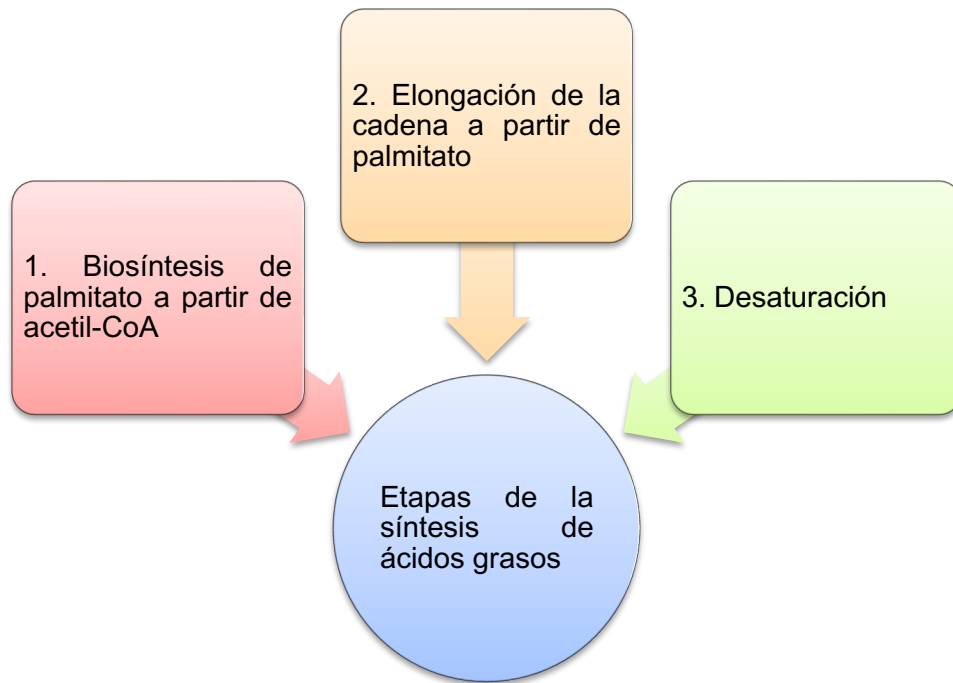 1. Biosíntesis de
palmitato a partir de
acetil-CoA
2. Elongación de la
cadena a partir de
palmitato
3. Desaturación
Etapas de la
síntesis de
ácidos grasos